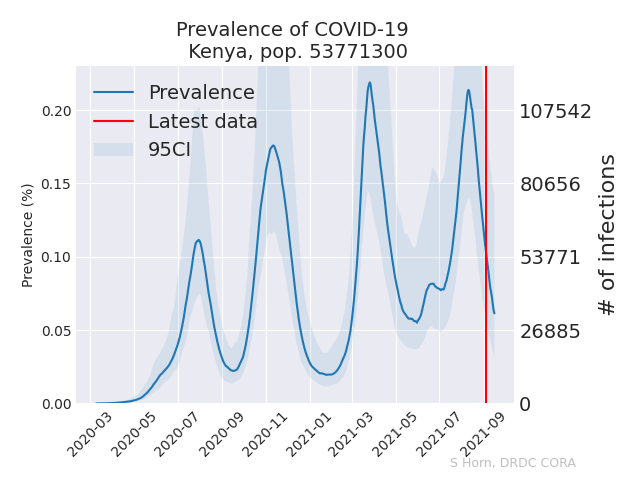 Prevalence of COVID-19
Kenya, pop. 53771300
Prevalence
Latest data
95CI
Prevalence (%)
0.20
0.15
0.10
0.05
0.00
107542
80656
53771
26885
0
# of infections
2020-03
2020-05
2020-07
2020-09
2020-11
2021-01
2021-03
2021-05
2021-07
2021-09
S Horn, DRDC CORA